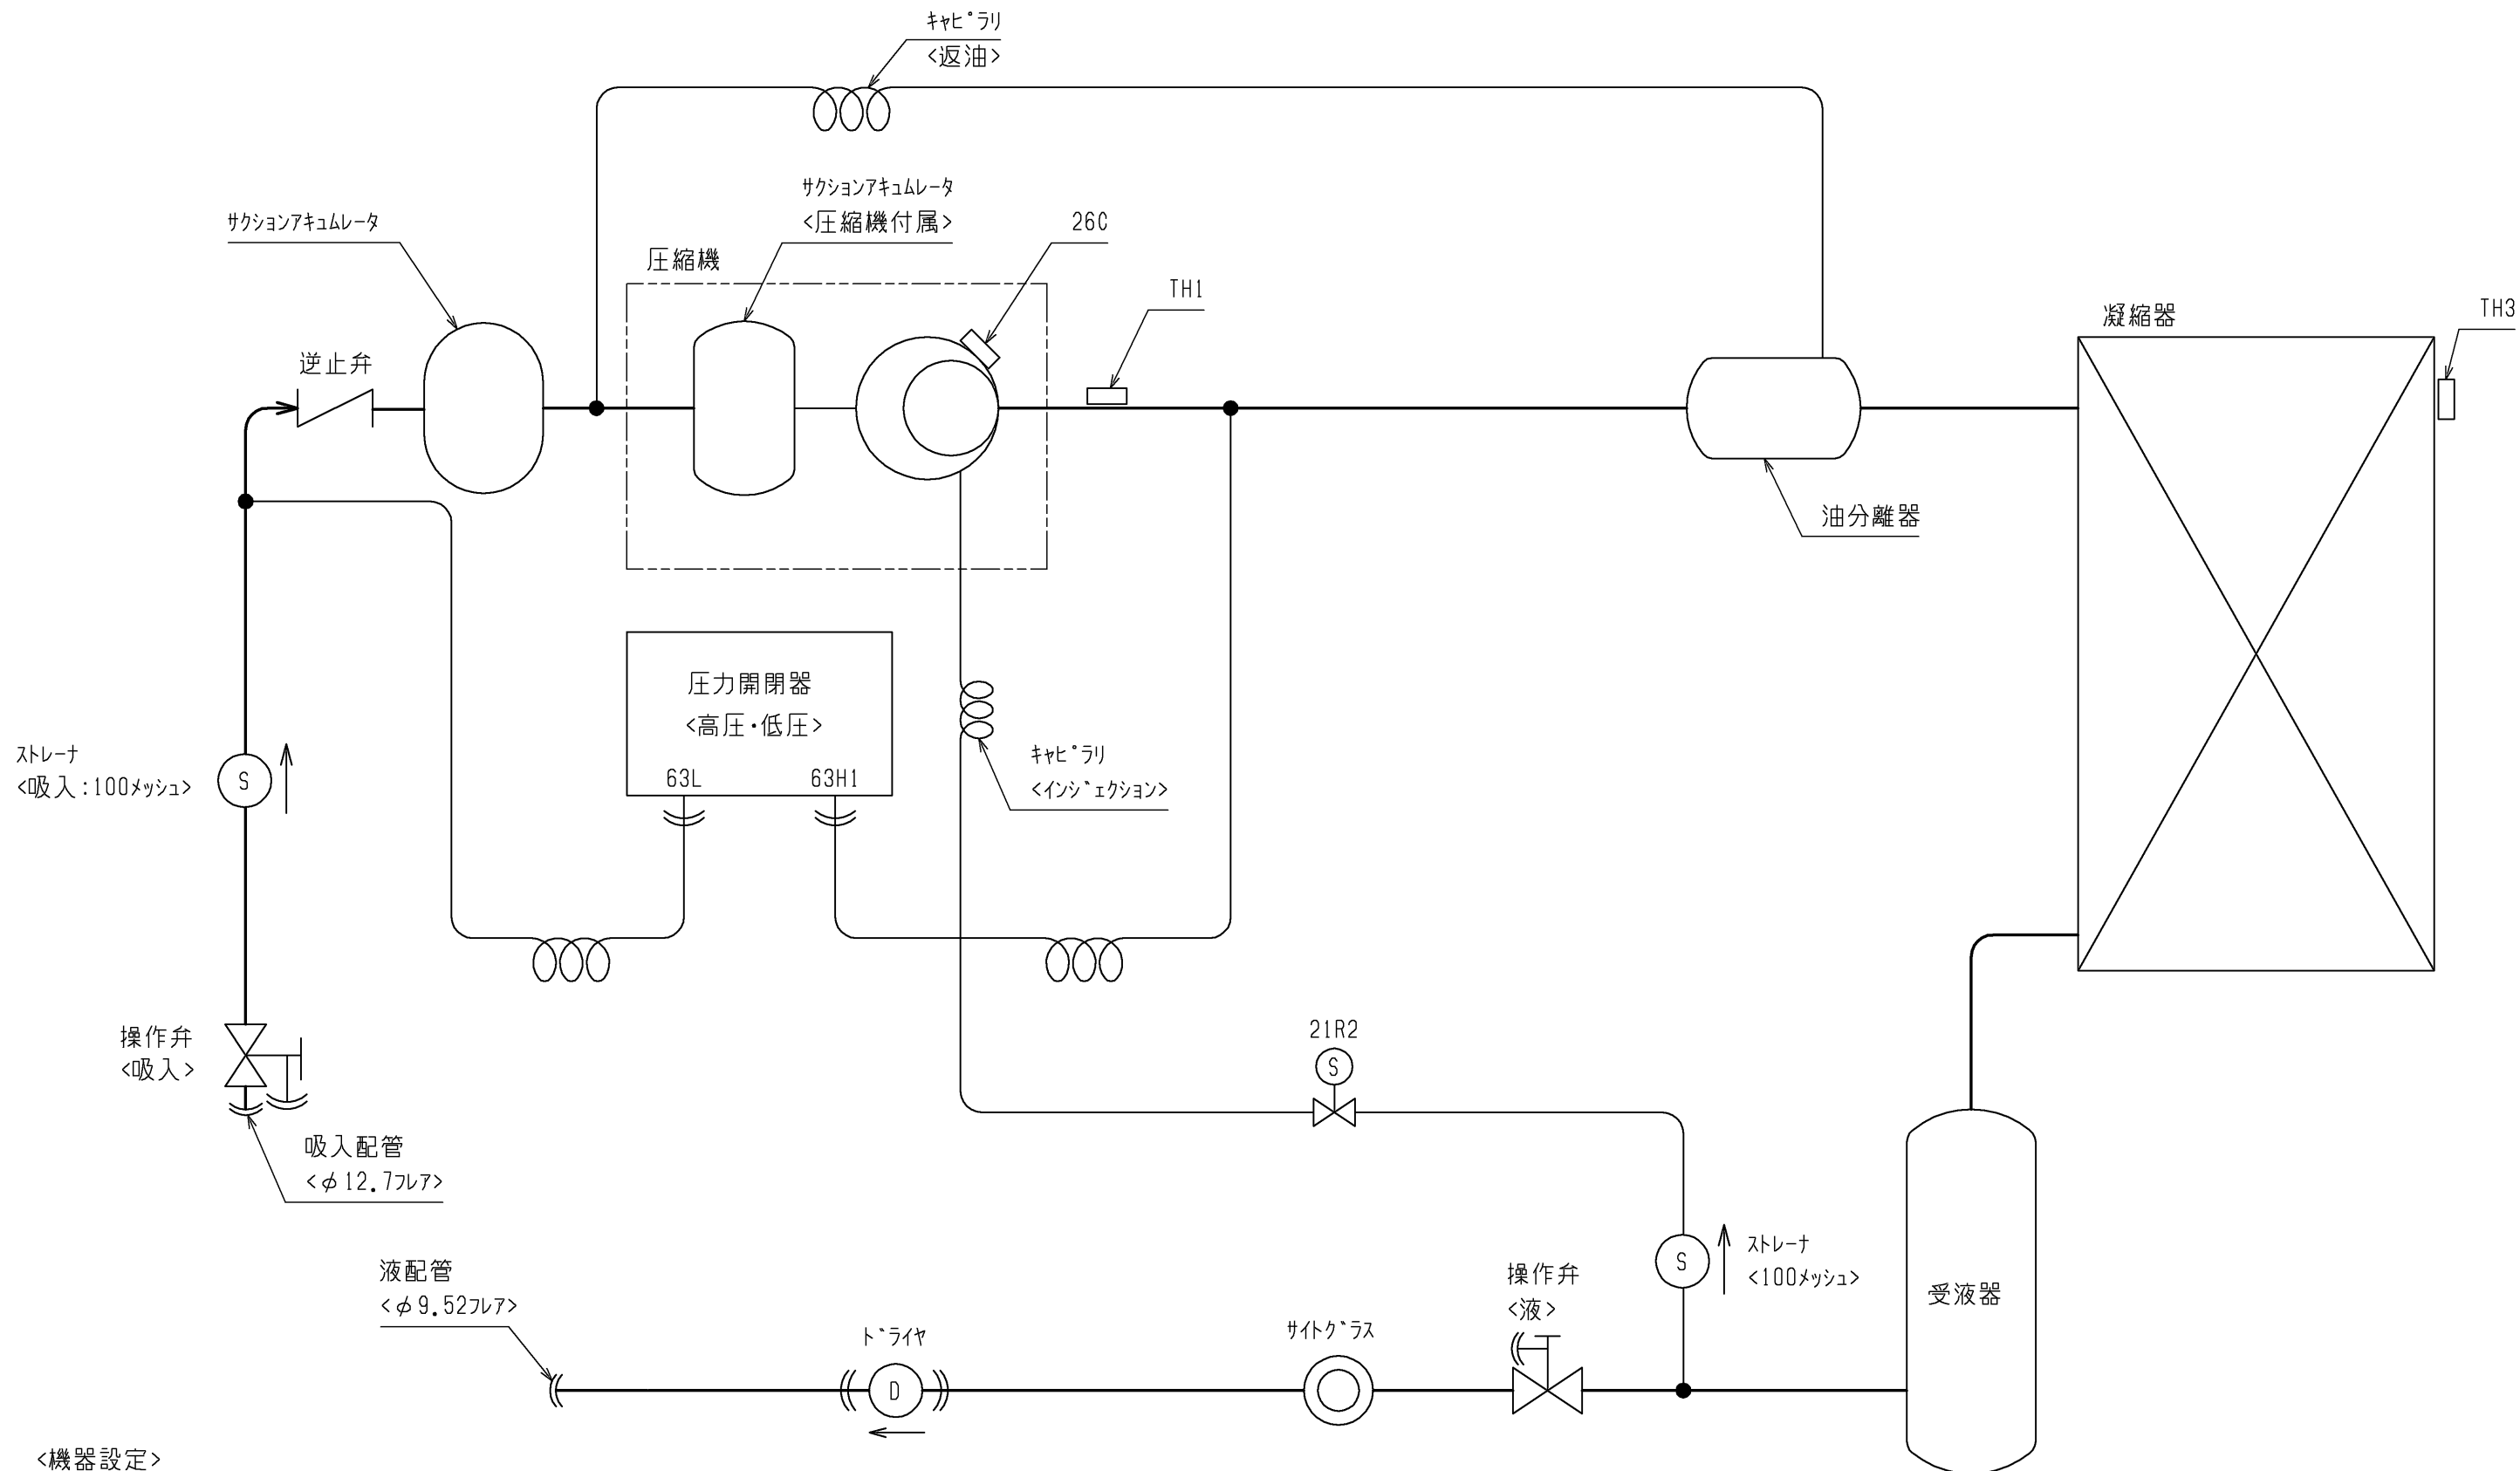 キャピラリ
<返油>
サクションアキュムレータ
<圧縮機付属>
サクションアキュムレータ
26C
圧縮機
TH1
TH3
凝縮器
逆止弁
油分離器
圧力開閉器
<高圧・低圧>
63L
63H1
ストレーナ
<吸入:100メッシュ>
S
キャピラリ
<インジェクション>
操作弁
<吸入>
21R2
S
吸入配管
<φ12.7フレア>
液配管
<φ9.52フレア>
ドライヤ
D
サイトグラス
操作弁
<液>
S
ストレーナ
<100メッシュ>
受液器
<機器設定>